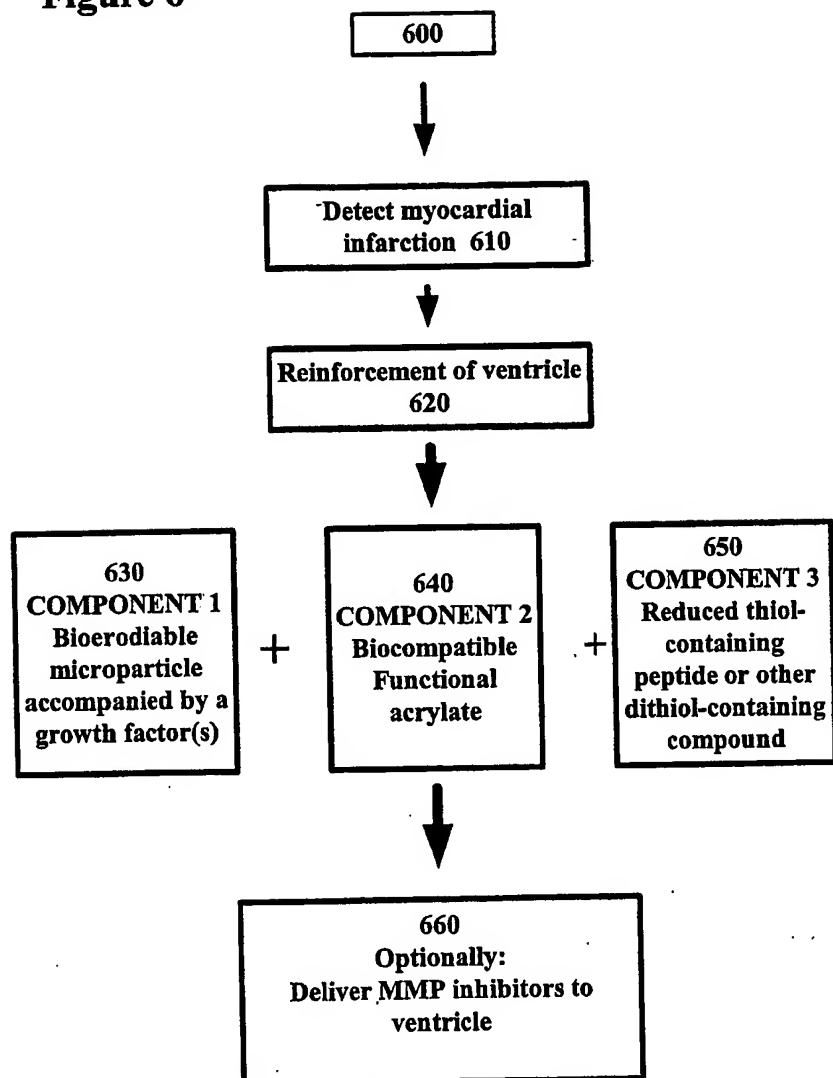 Figure 6
600
Detect myocardial
infarction 610
Reinforcement of ventricle
620
630
COMPONENT 1
Bioerodiable
microparticle
accompanied by a
growth factor(s)
+
640
COMPONENT 2
Biocompatible
Functional
acrylate
+
650
COMPONENT 3
Reduced thiol-
containing
peptide or other
dithiol-containing
compound
660
Optionally:
Deliver MMP inhibitors to
ventricle